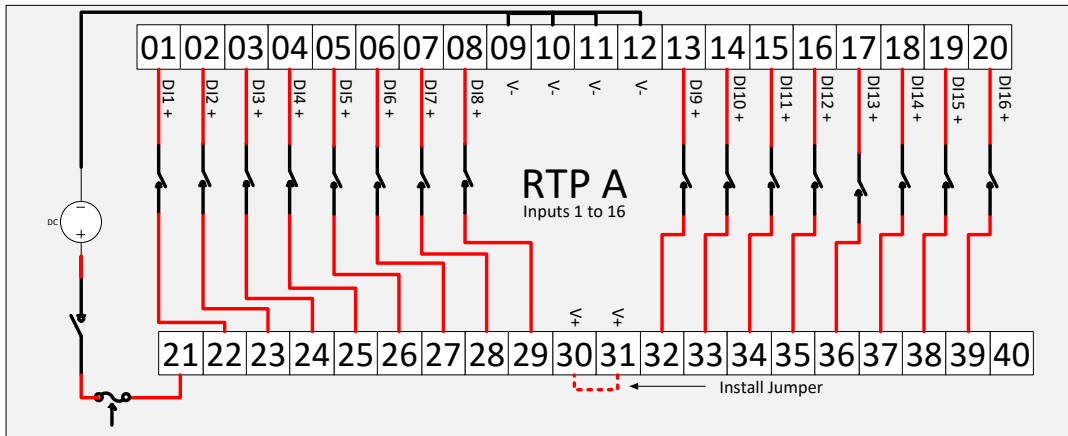 01 02 03 04 05 06 07 08 09 10 11 12 13 14 15 16 17 18 19 20
DI1 + DI2 + DI3 + DI4 + DI5 + DI6 + DI7 + DI8 + V- V- V- V- DI9 + DI10 + DI11 + DI12 + DI13 + DI14 + DI15 + DI16 +
RTP A
Inputs 1 to 16
−
DC
+
V+ V+
21 22 23 24 25 26 27 28 29 30 31 32 33 34 35 36 37 38 39 40
Install Jumper